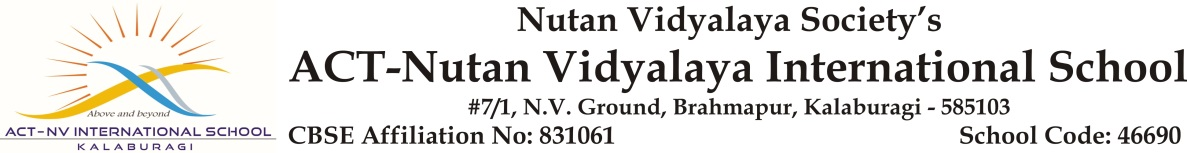 Above and beyond
ACT-NV INTERNATIONAL SCHOOL
KALABURAGI
Nutan Vidyalaya Society's
ACT-Nutan Vidyalaya International School
#7/1, N.V. Ground, Brahmapur, Kalaburagi - 585103
CBSE Affiliation No: 831061 School Code: 46690